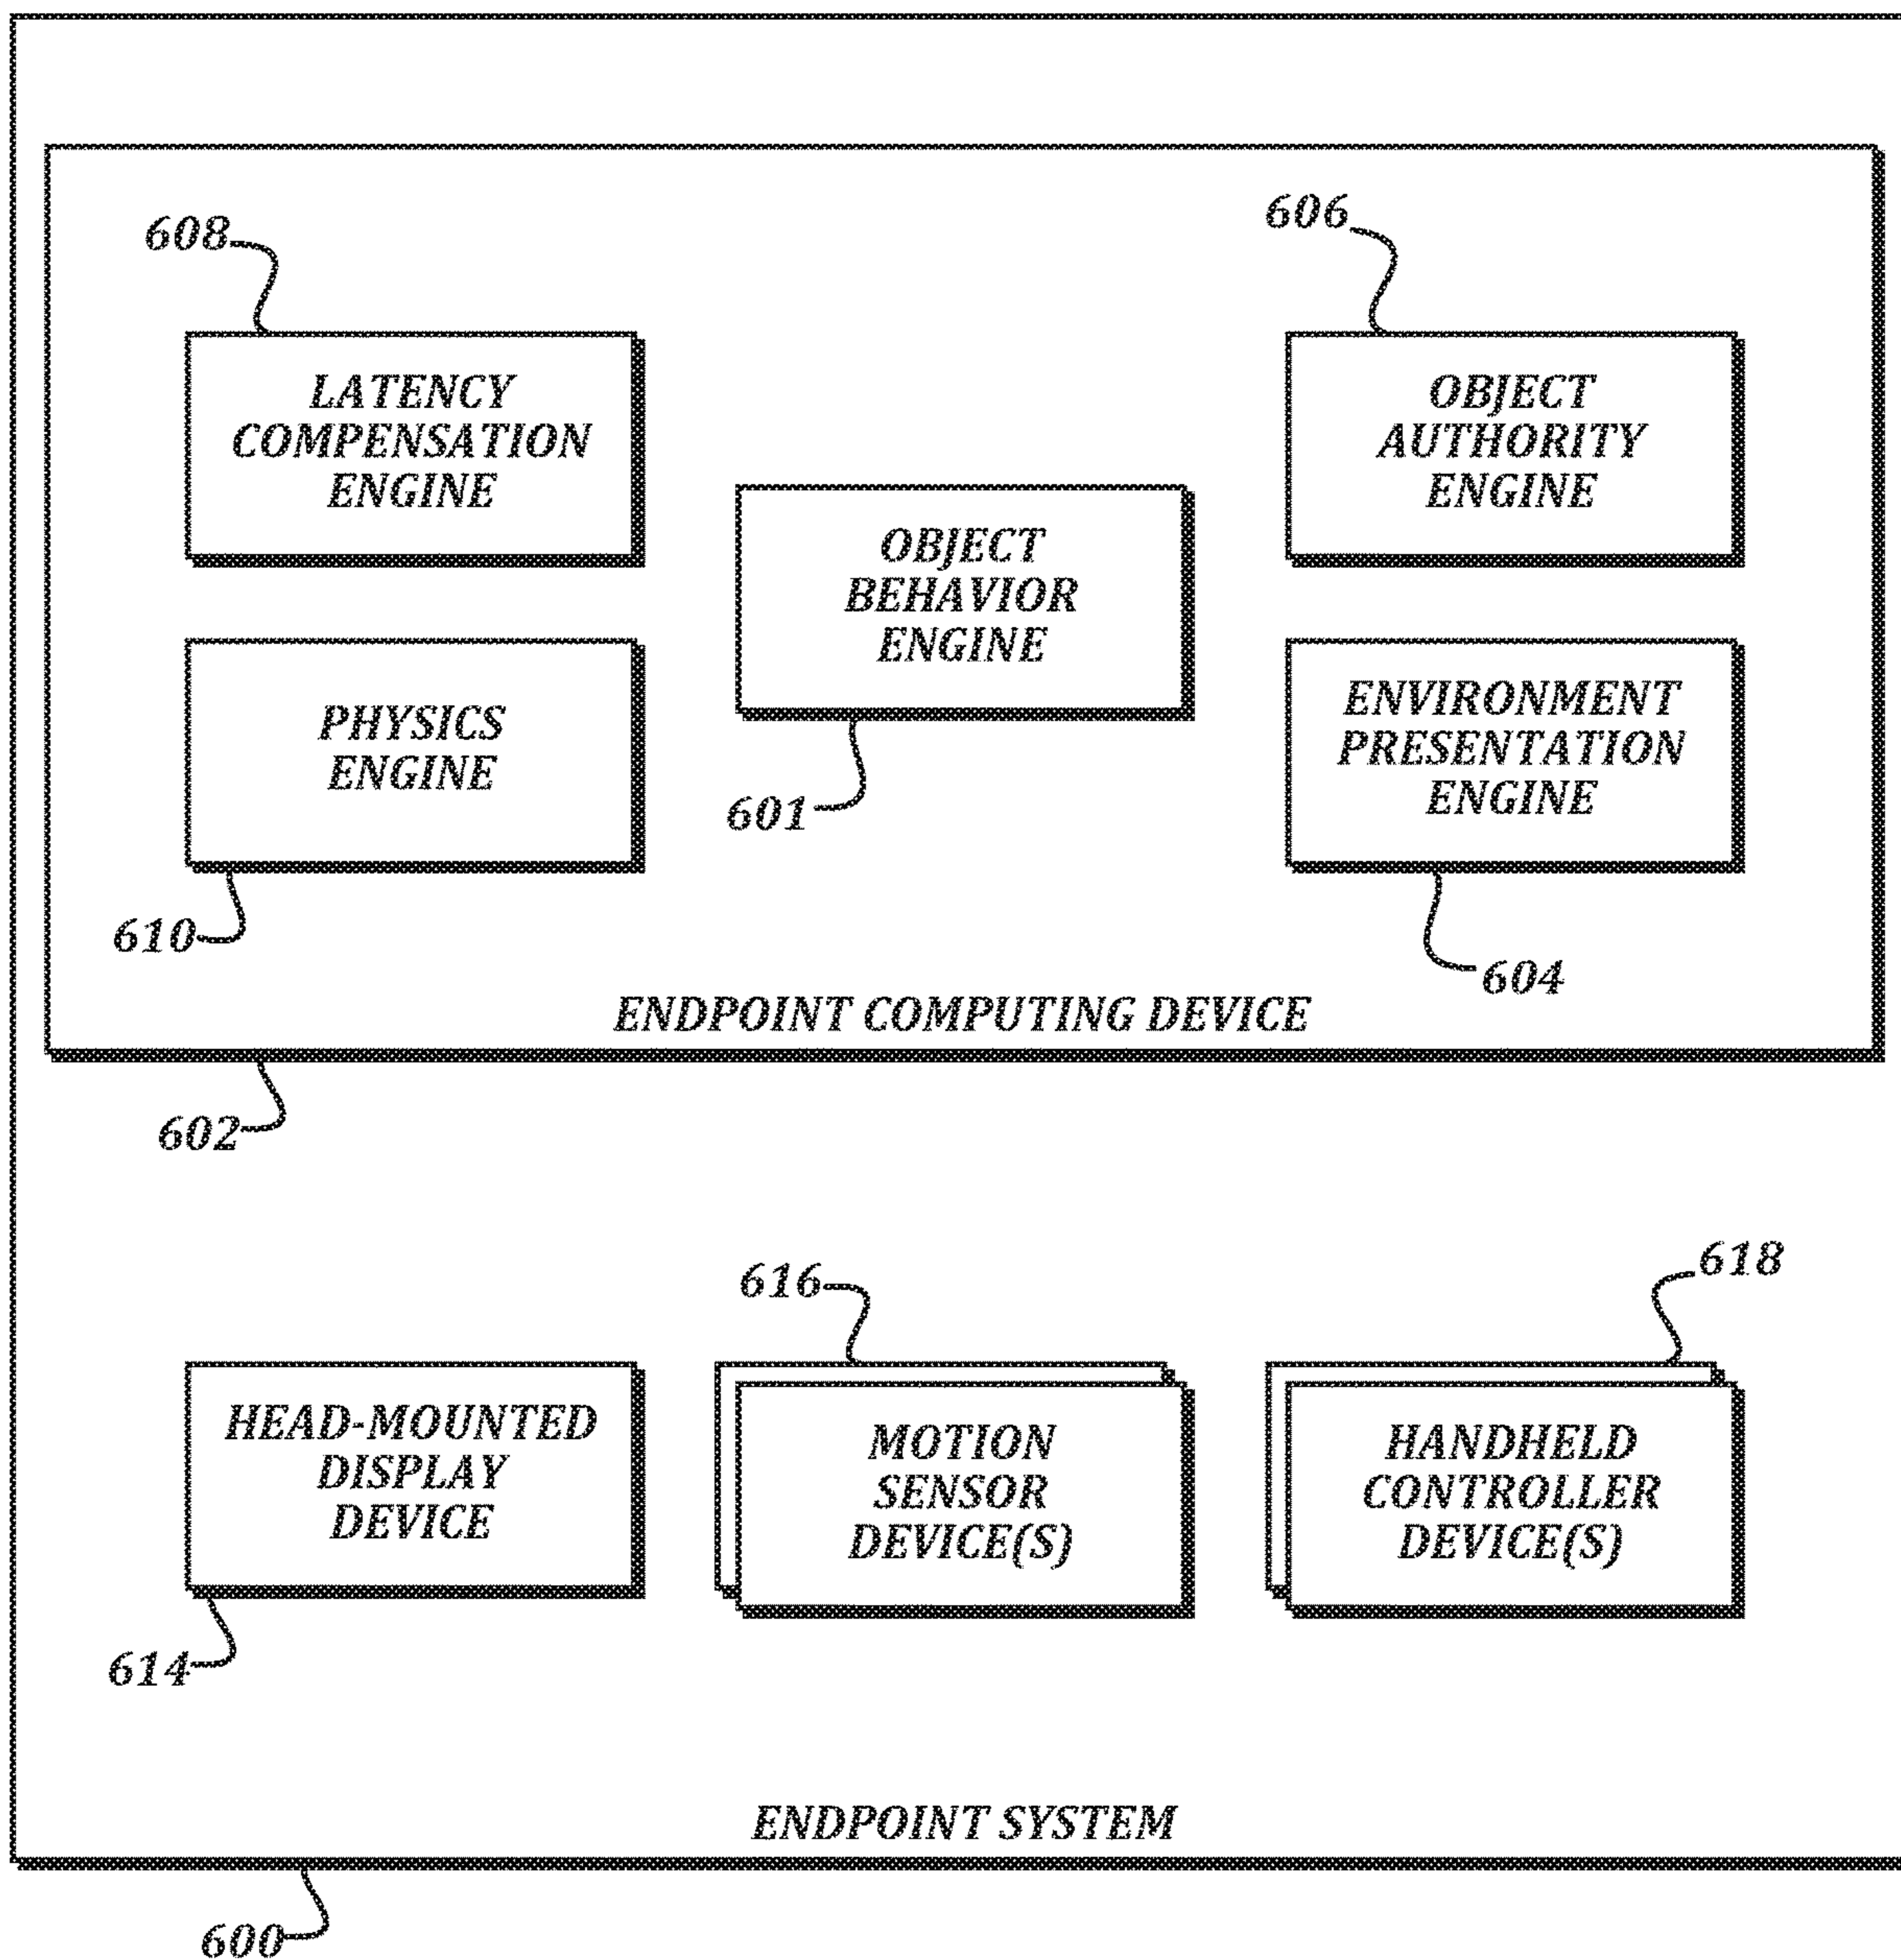 608
606
LATENCY
COMPENSATION
ENGINE
OBJECT
AUTHORITY
ENGINE
OBJECT
BEHAVIOR
ENGINE
PHYSICS
ENGINE
ENVIRONMENT
PRESENTATION
ENGINE
601
610
604
ENDPOINT COMPUTING DEVICE
602
616
618
HEAD-MOUNTED
DISPLAY
DEVICE
MOTION
SENSOR
DEVICE(S)
HANDHELD
CONTROLLER
DEVICE(S)
614
ENDPOINT SYSTEM
600